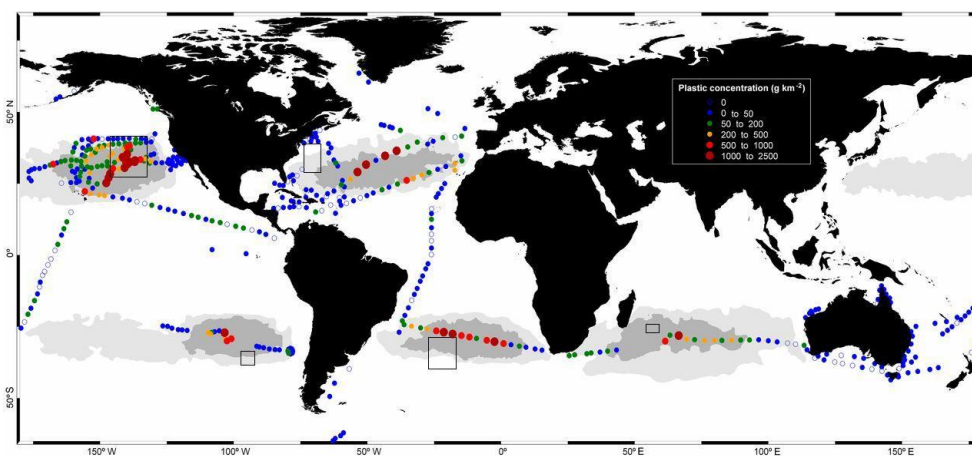 Plastic concentration (g km⁻²)
0
0 to 50
50 to 200
200 to 500
500 to 1000
1000 to 2500
50° N
0°
50° S
150° W
100° W
50° W
0°
50° E
100° E
150° E